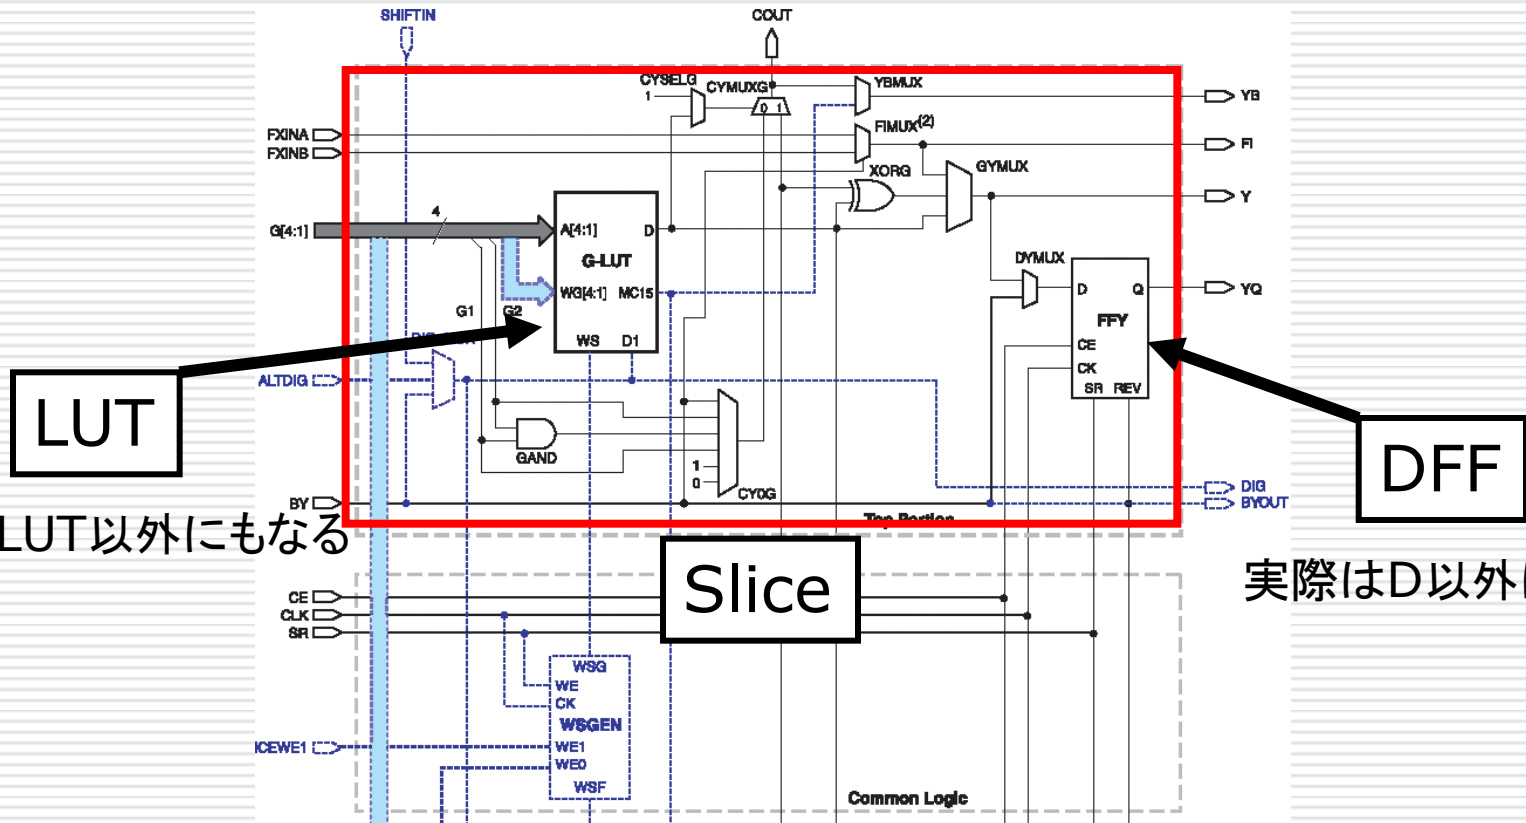 SHIFTIN
COUT
CYSELG
CYMUXG
YBMUX
1
0 1
YB
FXINA
FXINB
FIMUX(2)
FI
XORG
GYMUX
Y
4
G[4:1]
A[4:1]
D
G-LUT
WG[4:1]
MC15
G1
G2
WS
D1
DYMUX
D
Q
YQ
FFY
CE
CK
SR
REV
ALTDIG
LUT
GAND
1
0
CY0G
DFF
DIG
BY
BYOUT
Top Portion
LUT以外にもなる
Slice
実際はD以外
CE
CLK
SR
WSG
WE
CK
WSGEN
ICEWE1
WE1
WE0
WSF
Common Logic